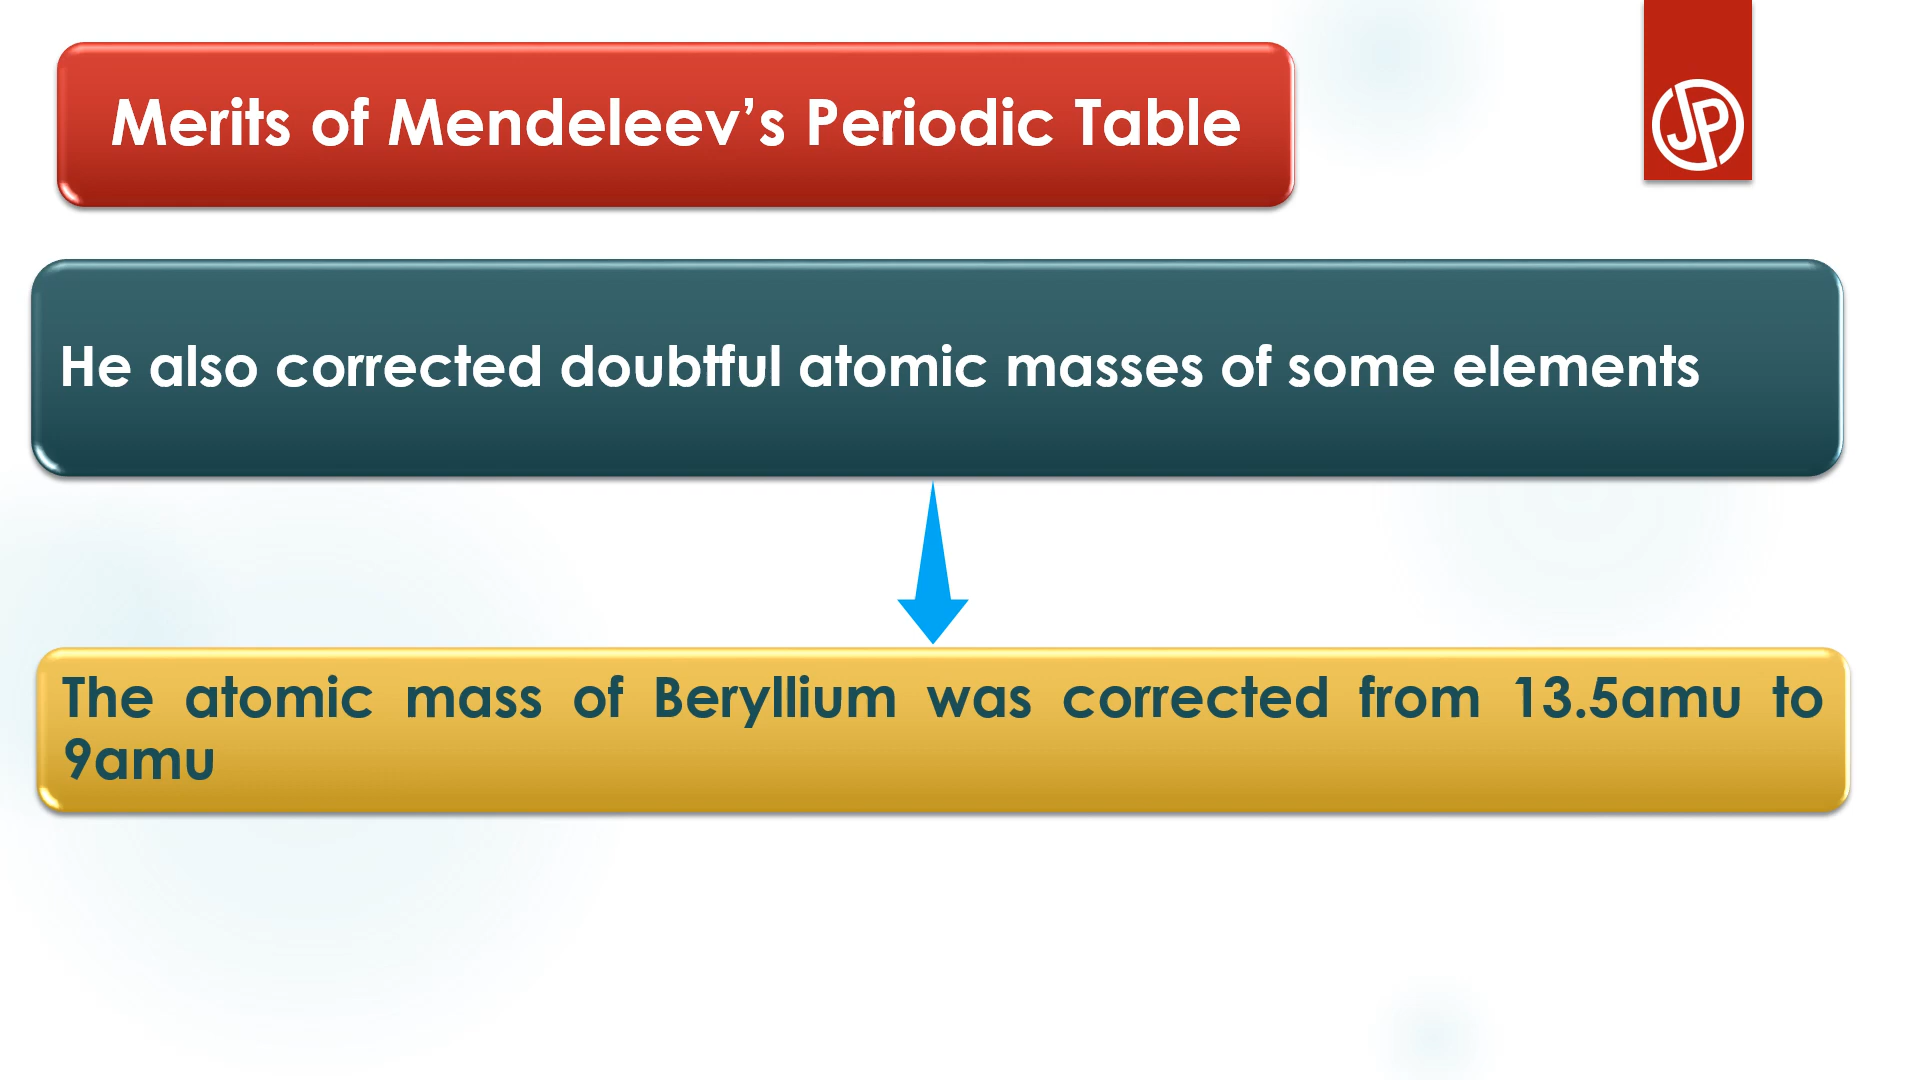 Merits of Mendeleev’s Periodic Table
JP
He also corrected doubtful atomic masses of some elements
The atomic mass of Beryllium was corrected from 13.5amu to
9amu